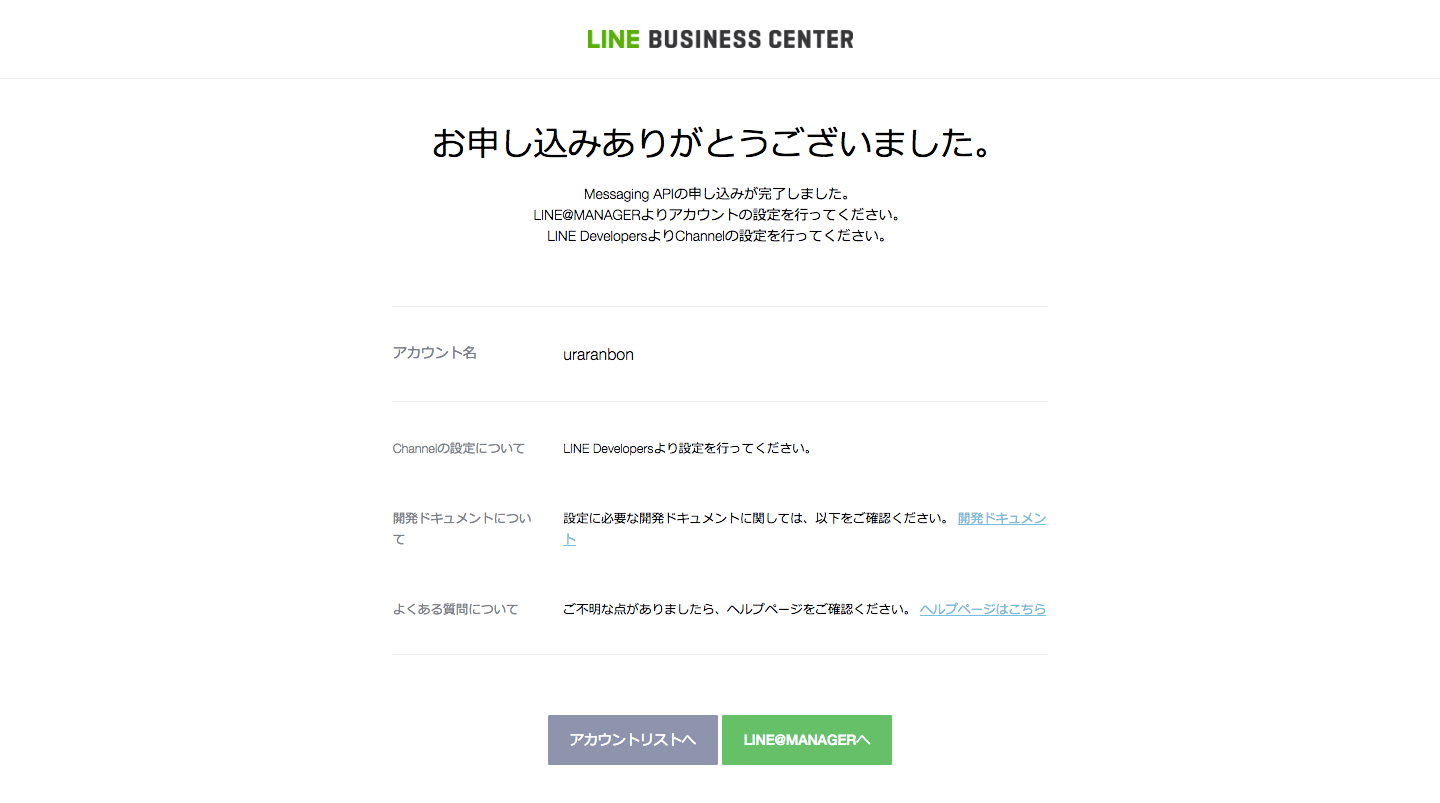 LINE BUSINESS CENTER
お申し込みありがとうございました。
Messaging APIの申し込みが完了しました。
LINE@MANAGERよりアカウントの設定を行ってください。
LINE DevelopersよりChannelの設定を行ってください。
アカウント名
uraranbon
Channelの設定について
LINE Developersより設定を行ってください。
開発ドキュメントについ
て
設定に必要な開発ドキュメントに関しては、以下をご確認ください。 開発ドキュメン
ト
よくある質問について
ご不明な点がありましたら、ヘルプページをご確認ください。 ヘルプページはこちら
アカウントリストへ
LINE@MANAGERへ